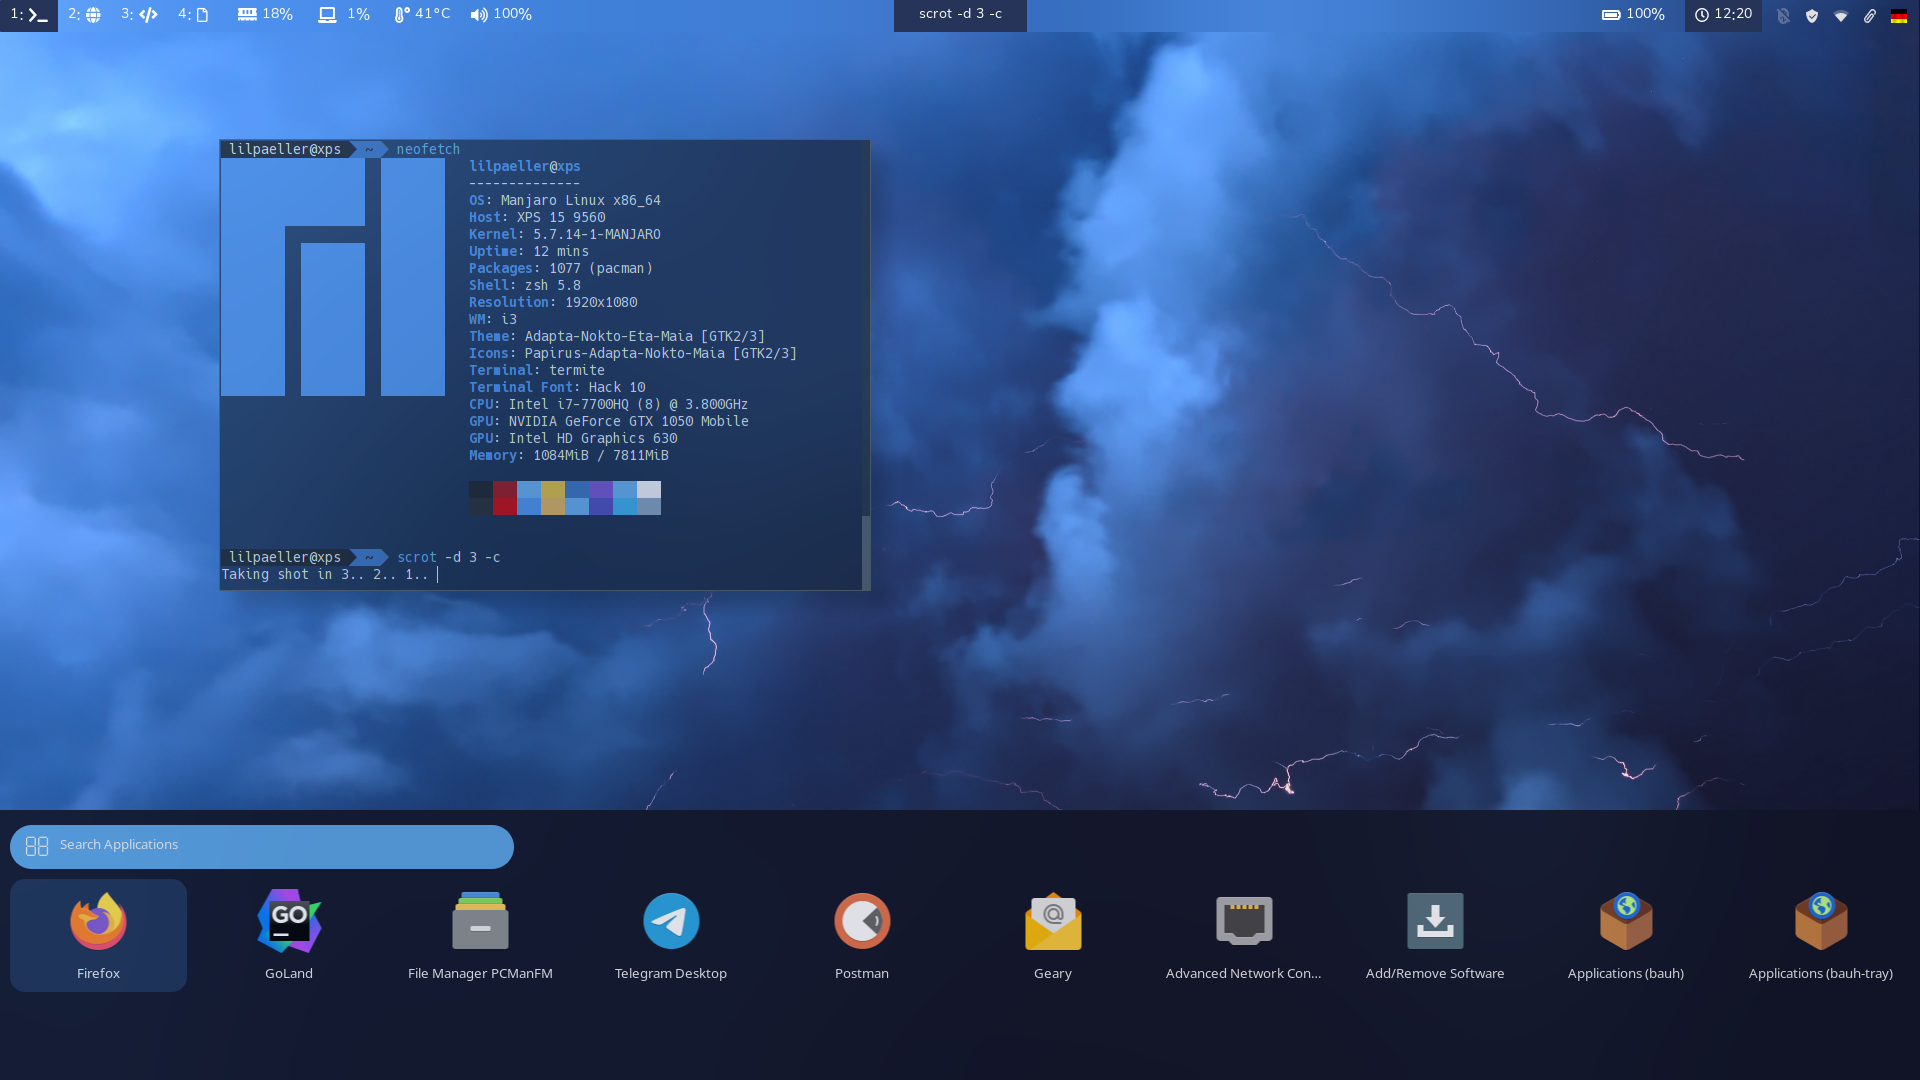 1: 2: 3: 4: 18% 1% 41°C 100% scrot -d 3 -c 100% 12:20
lilpaeller@xps ~ neofetch
lilpaeller@xps
--------------
OS: Manjaro Linux x86_64
Host: XPS 15 9560
Kernel: 5.7.14-1-MANJARO
Uptime: 12 mins
Packages: 1077 (pacman)
Shell: zsh 5.8
Resolution: 1920x1080
WM: i3
Theme: Adapta-Nokto-Eta-Maia [GTK2/3]
Icons: Papirus-Adapta-Nokto-Maia [GTK2/3]
Terminal: termite
Terminal Font: Hack 10
CPU: Intel i7-7700HQ (8) @ 3.800GHz
GPU: NVIDIA GeForce GTX 1050 Mobile
GPU: Intel HD Graphics 630
Memory: 1084MiB / 7811MiB
lilpaeller@xps ~ scrot -d 3 -c
Taking shot in 3.. 2.. 1..
Search Applications
GO
@
Firefox GoLand File Manager PCManFM Telegram Desktop Postman Geary Advanced Network Con... Add/Remove Software Applications (bauh) Applications (bauh-tray)